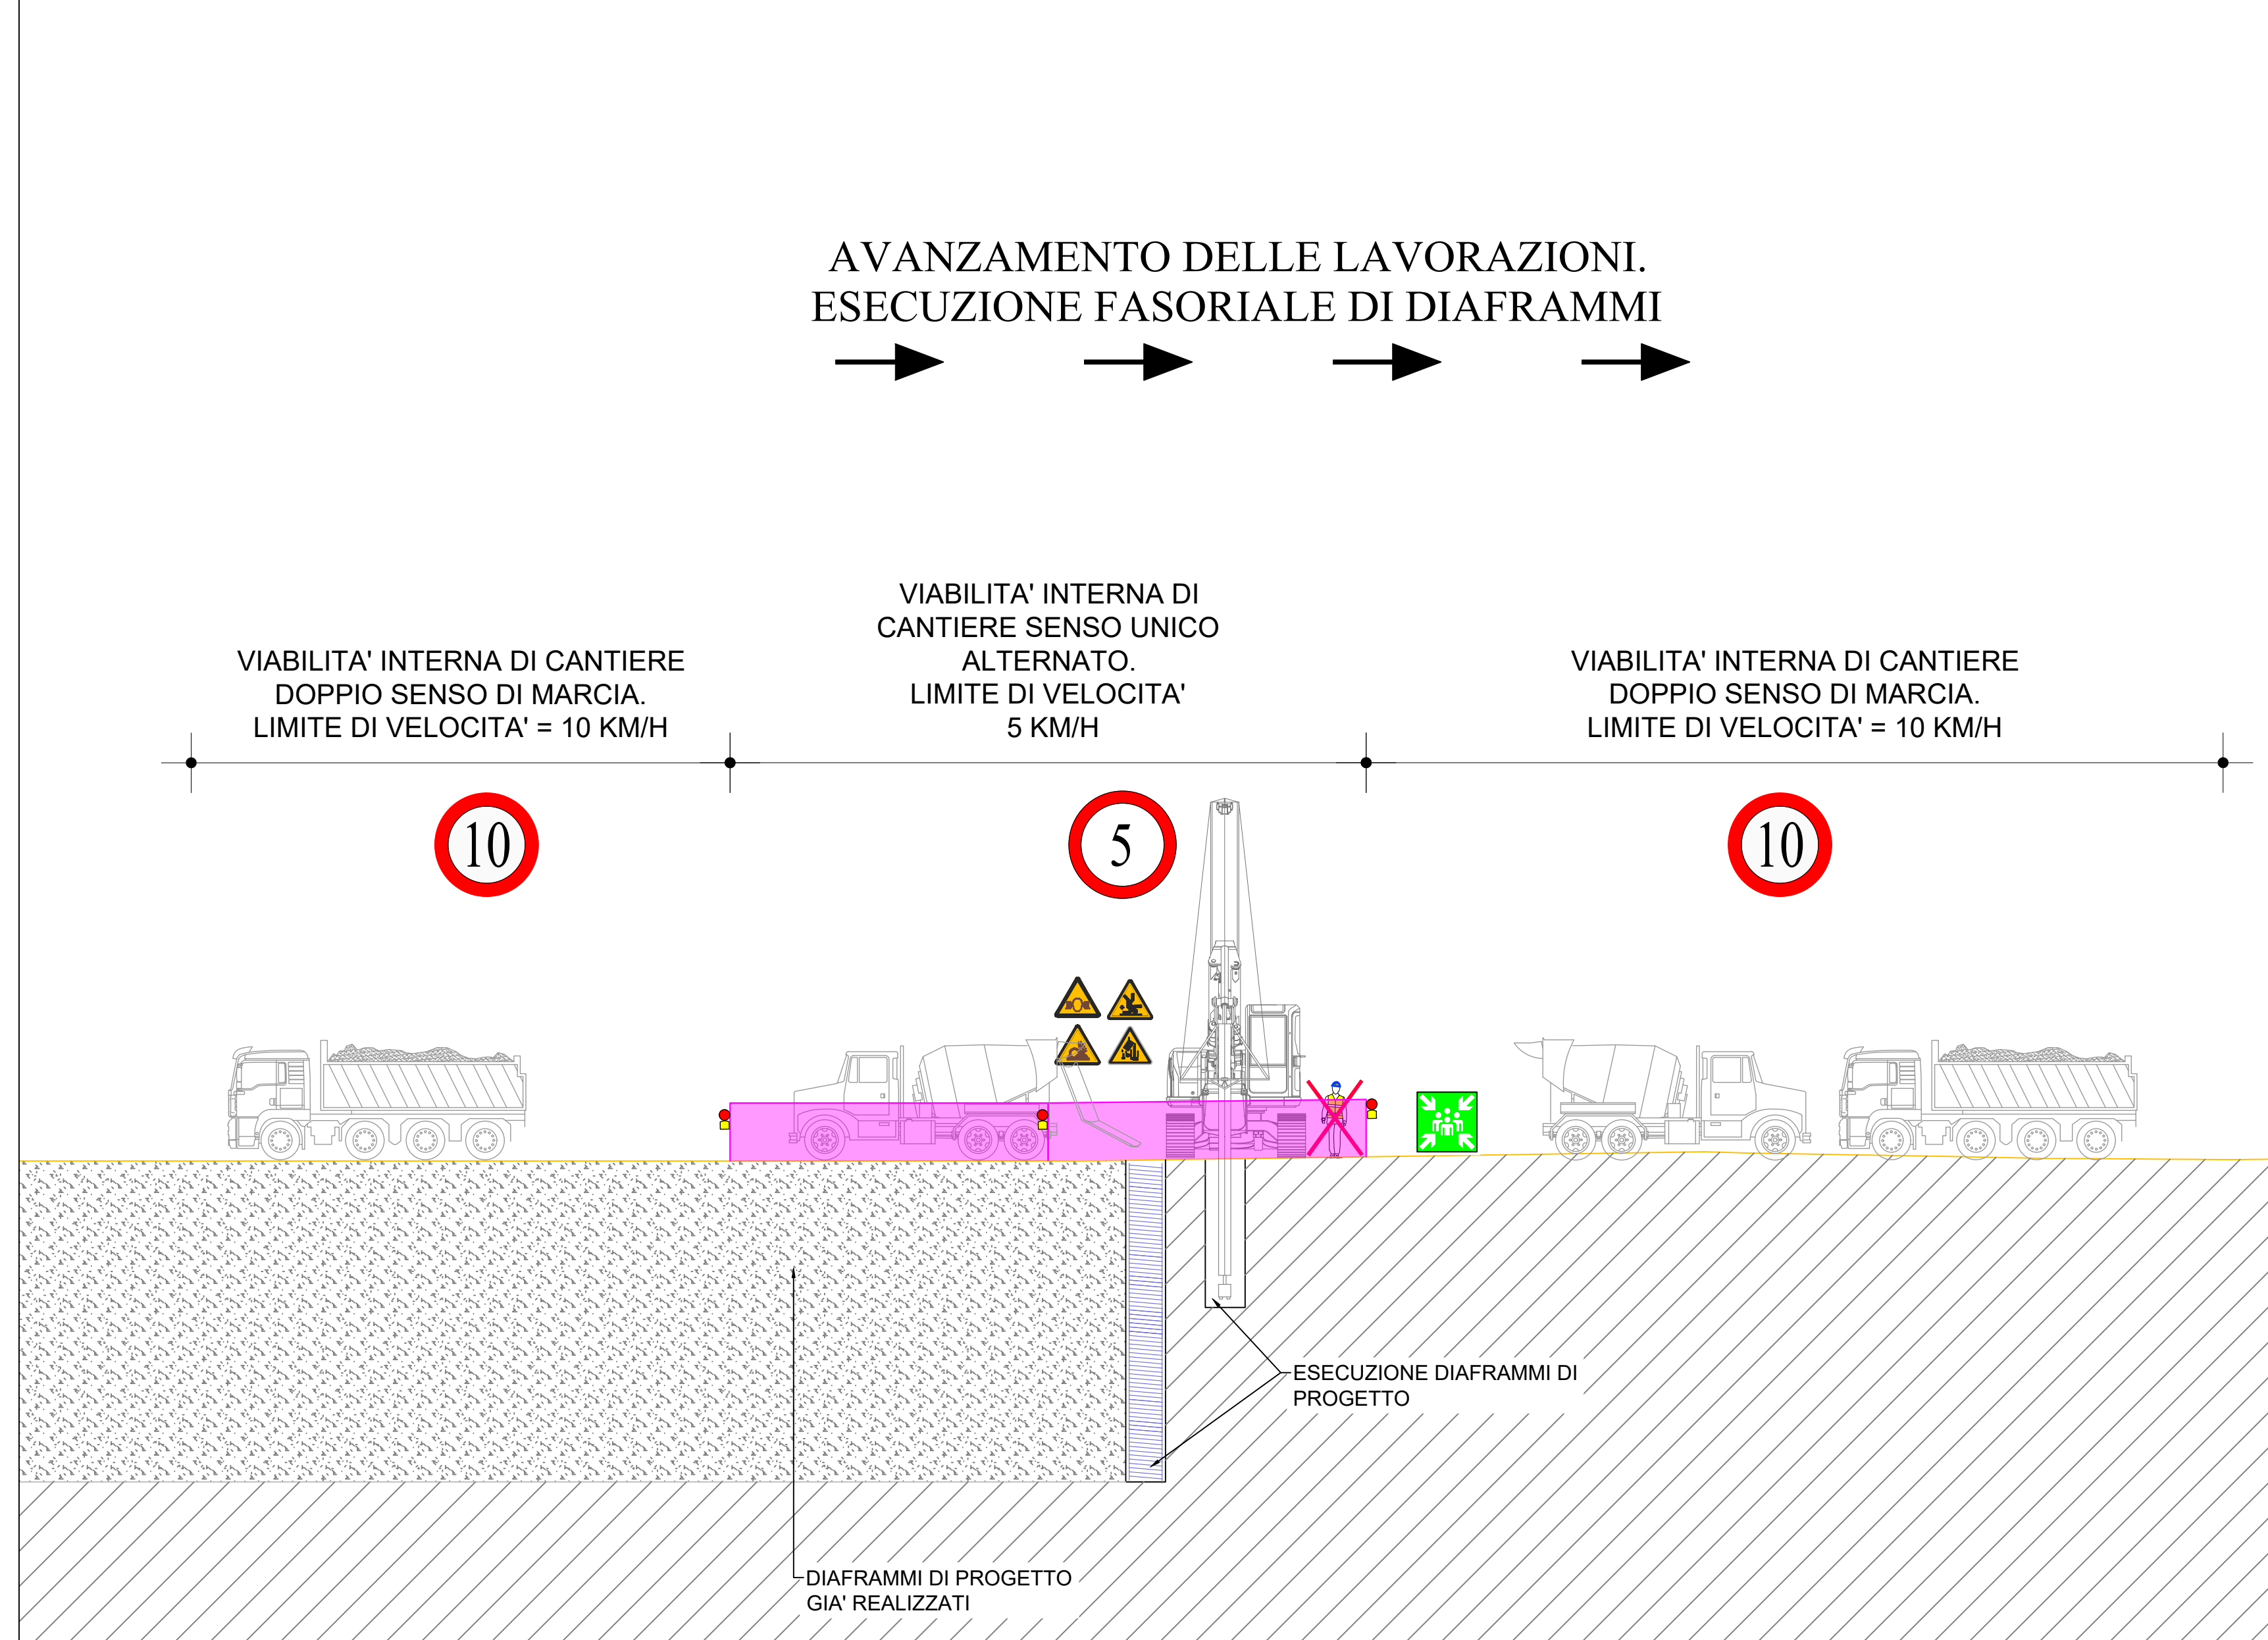 AVANZAMENTO DELLE LAVORAZIONI.
ESECUZIONE FASORIALE DI DIAFRAMMI
VIABILITA' INTERNA DI CANTIERE
DOPPIO SENSO DI MARCIA.
LIMITE DI VELOCITA' = 10 KM/H
VIABILITA' INTERNA DI
CANTIERE SENSO UNICO
ALTERNATO.
LIMITE DI VELOCITA'
5 KM/H
VIABILITA' INTERNA DI CANTIERE
DOPPIO SENSO DI MARCIA.
LIMITE DI VELOCITA' = 10 KM/H
10
5
10
ESECUZIONE DIAFRAMMI DI
PROGETTO
DIAFRAMMI DI PROGETTO
GIA' REALIZZATI